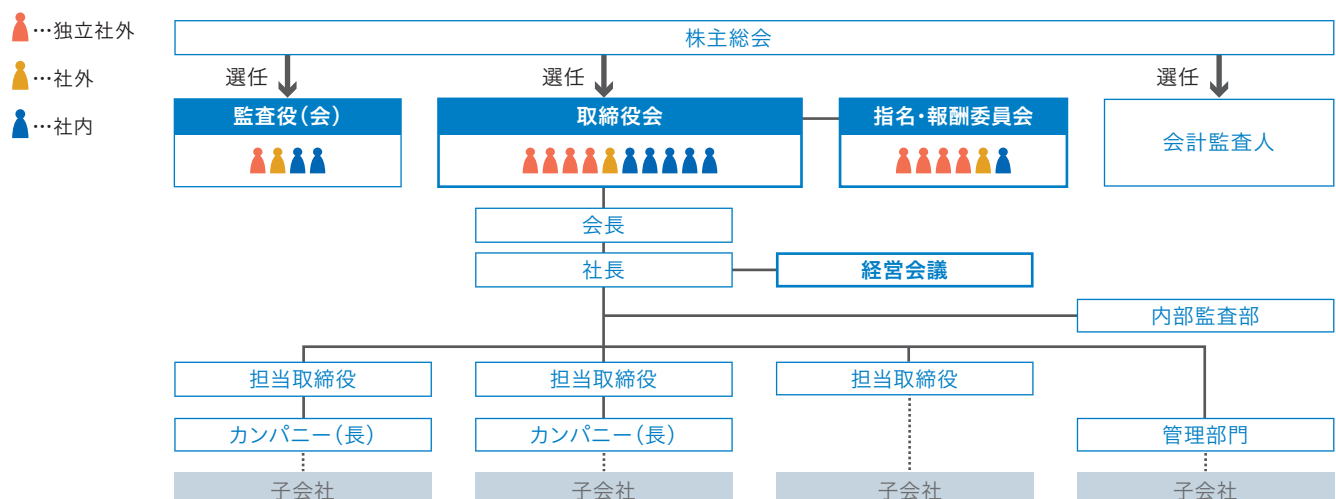 …独立社外
…社外
…社内
株主総会
選任
選任
選任
監査役（会）
取締役会
指名・報酬委員会
会計監査人
会長
社長
経営会議
内部監査部
担当取締役
担当取締役
担当取締役
カンパニー（長）
カンパニー（長）
管理部門
子会社
子会社
子会社
子会社